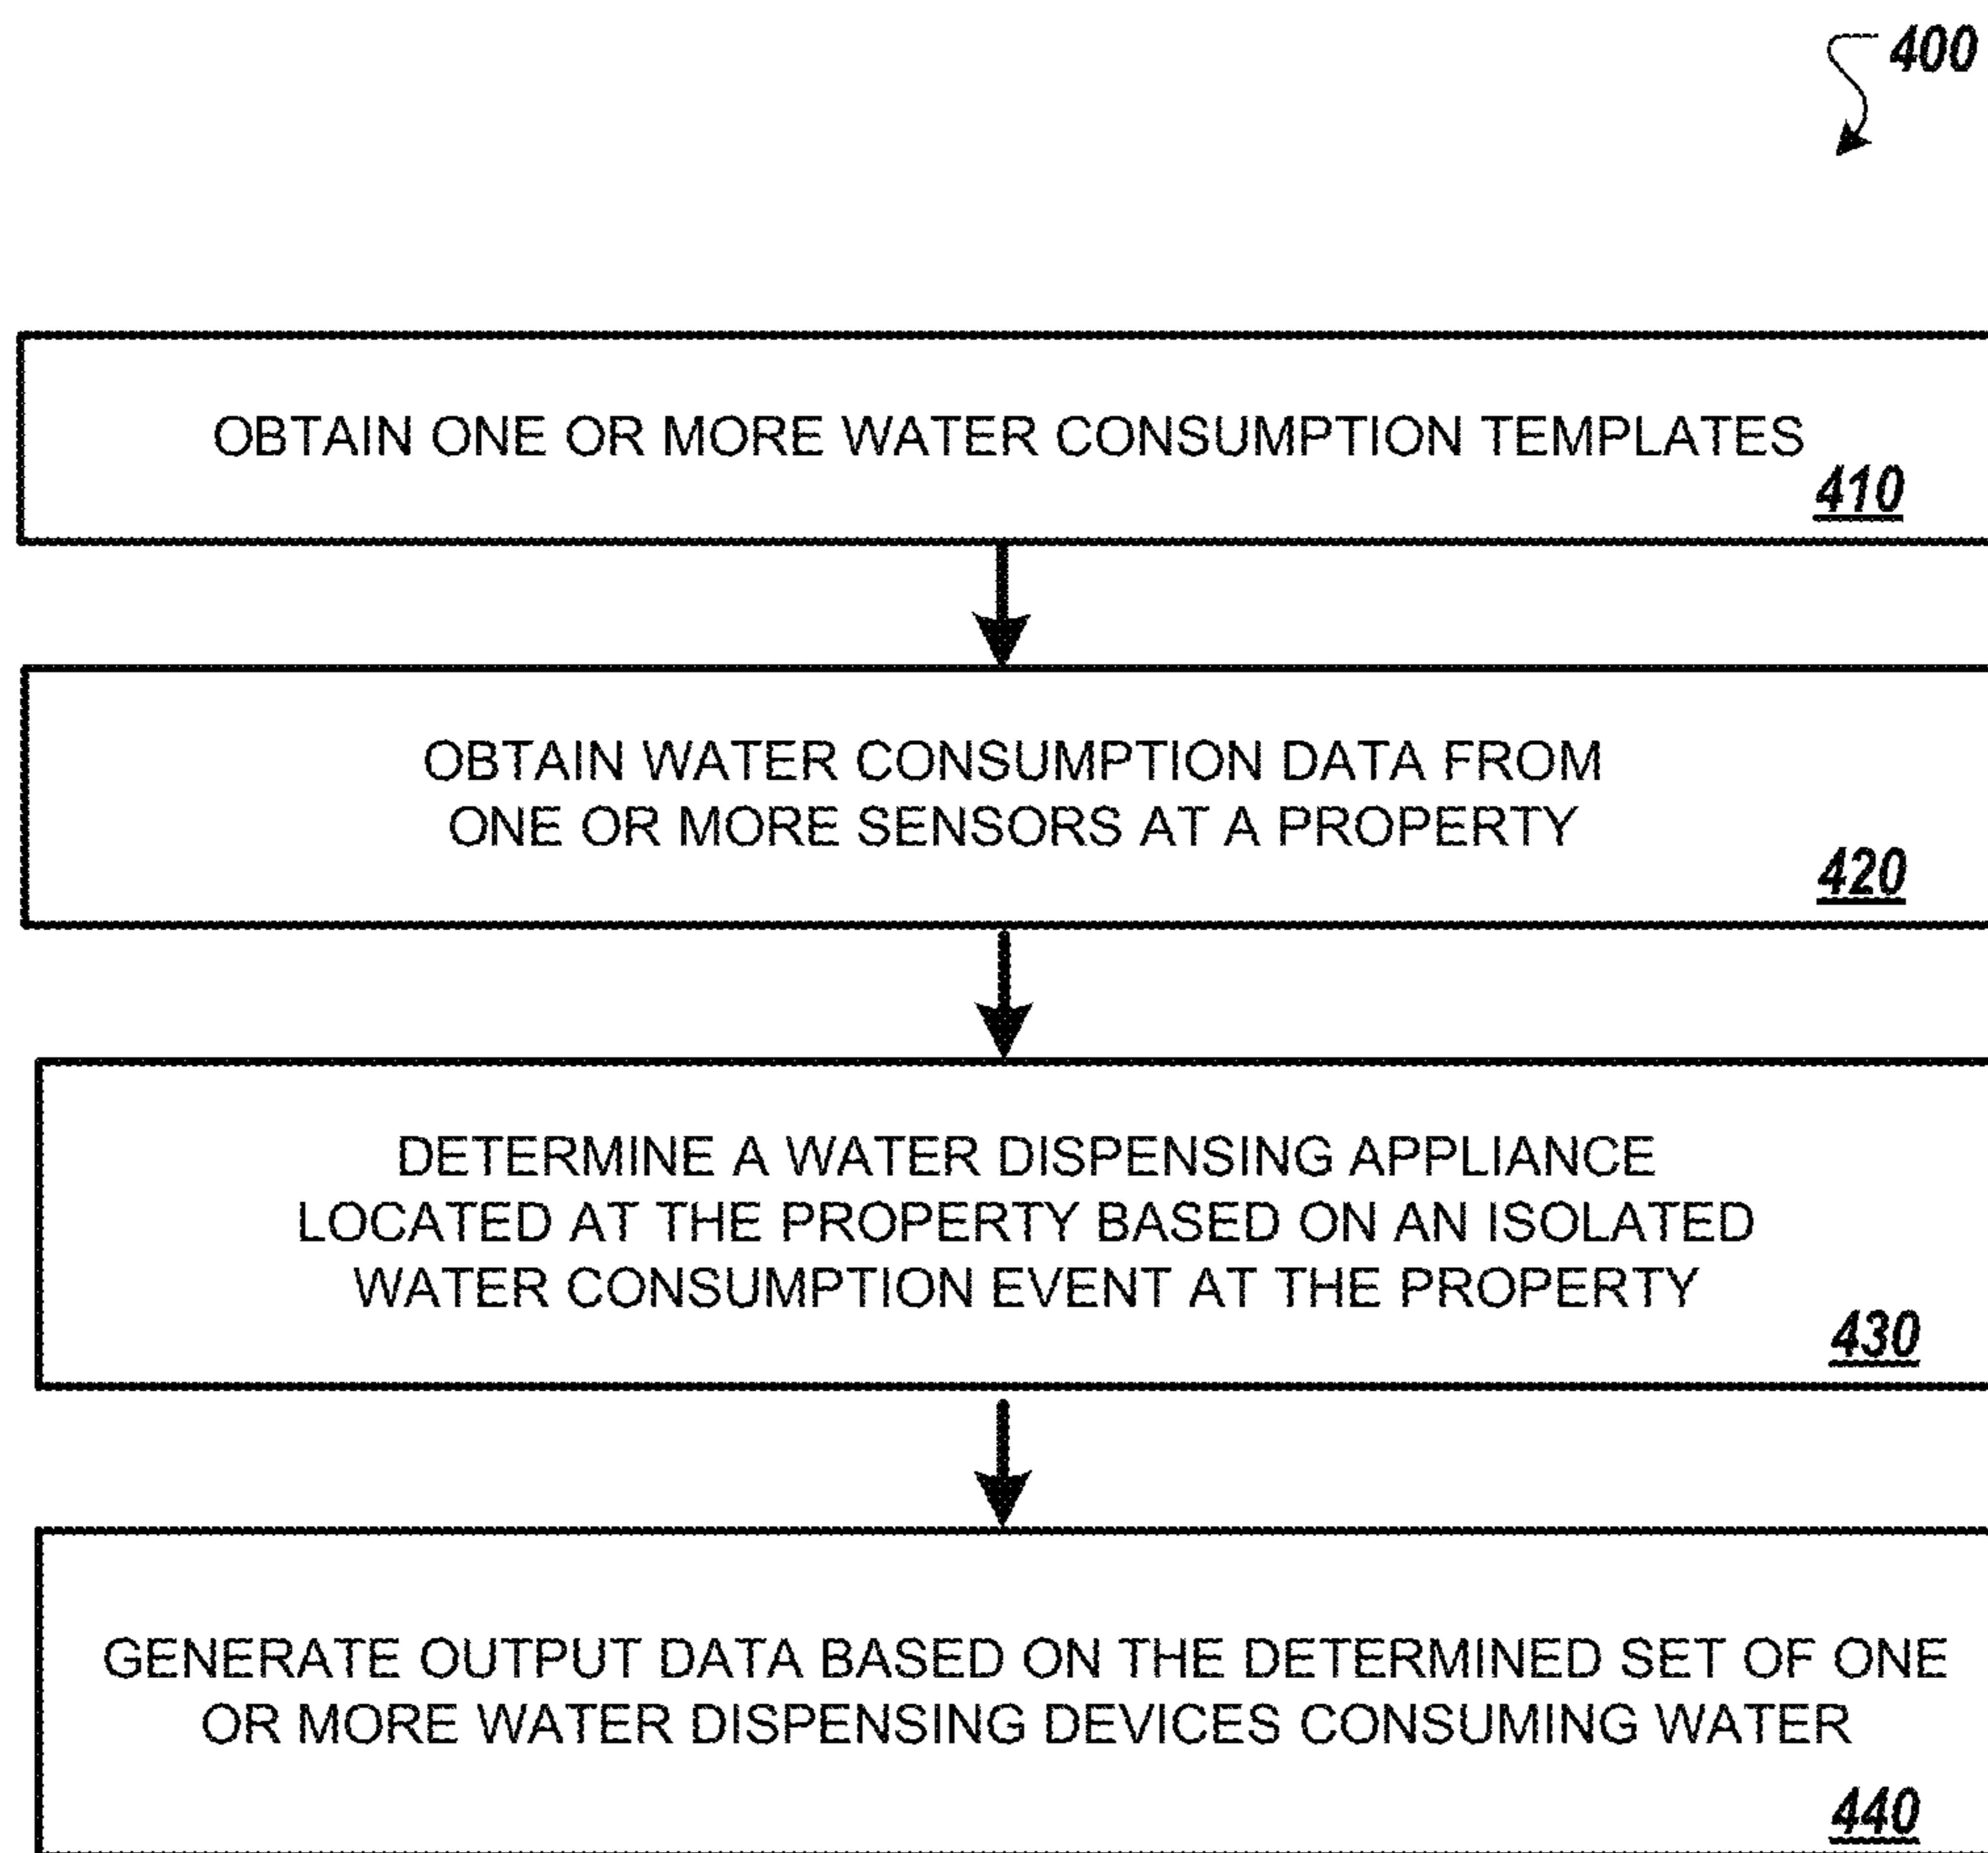 400
OBTAIN ONE OR MORE WATER CONSUMPTION TEMPLATES
410
OBTAIN WATER CONSUMPTION DATA FROM
ONE OR MORE SENSORS AT A PROPERTY
420
DETERMINE A WATER DISPENSING APPLIANCE
LOCATED AT THE PROPERTY BASED ON AN ISOLATED
WATER CONSUMPTION EVENT AT THE PROPERTY
430
GENERATE OUTPUT DATA BASED ON THE DETERMINED SET OF ONE
OR MORE WATER DISPENSING DEVICES CONSUMING WATER
440